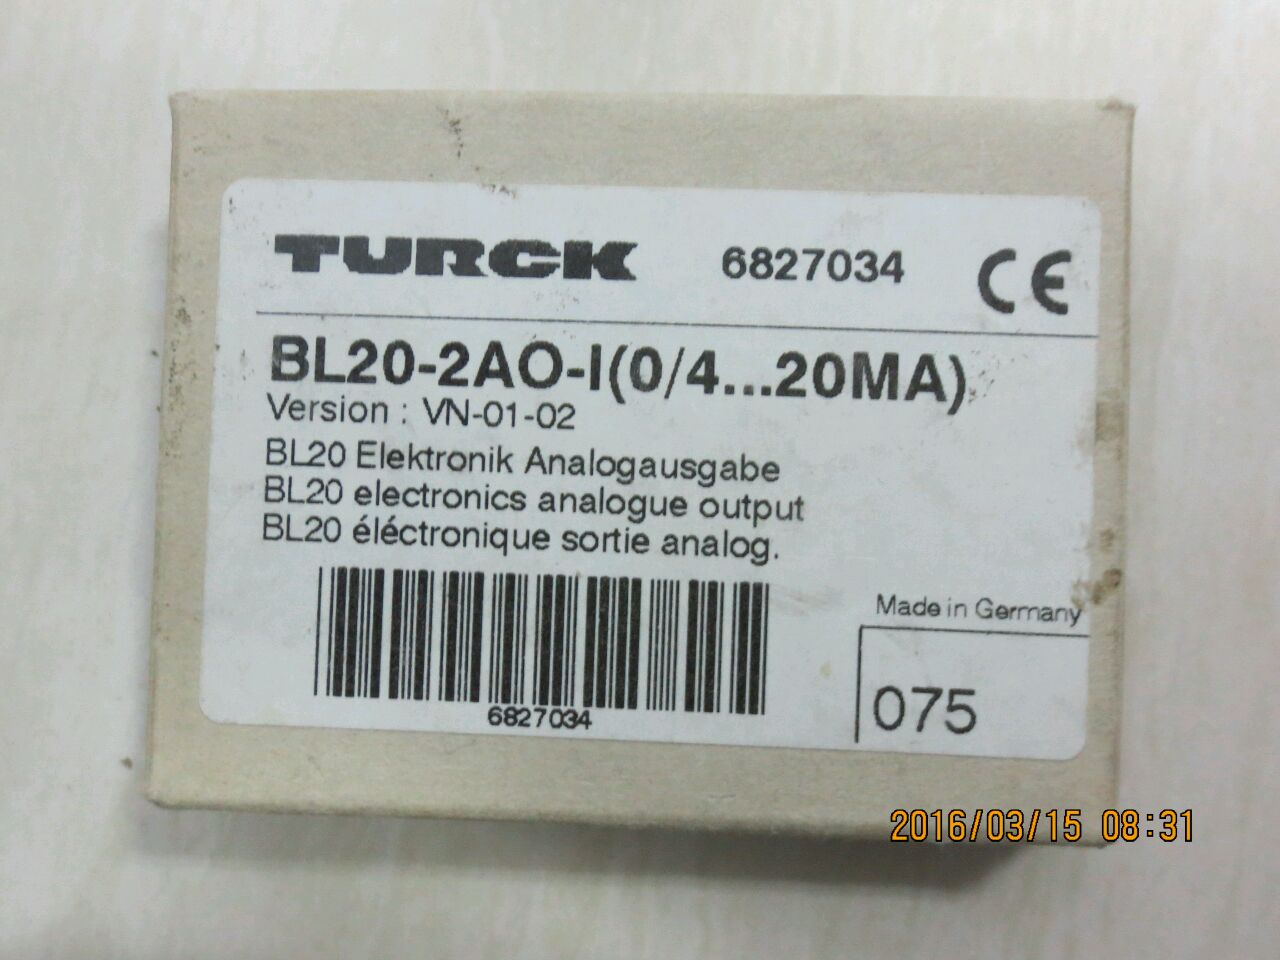 TURCK 6827034 CE
BL20-2AO-I(0/4...20MA)
Version : VN-01-02
BL20 Elektronik Analogausgabe
BL20 electronics analogue output
BL20 éléctronique sortie analog.
6827034
Made in Germany
075
2016/03/15 08:31